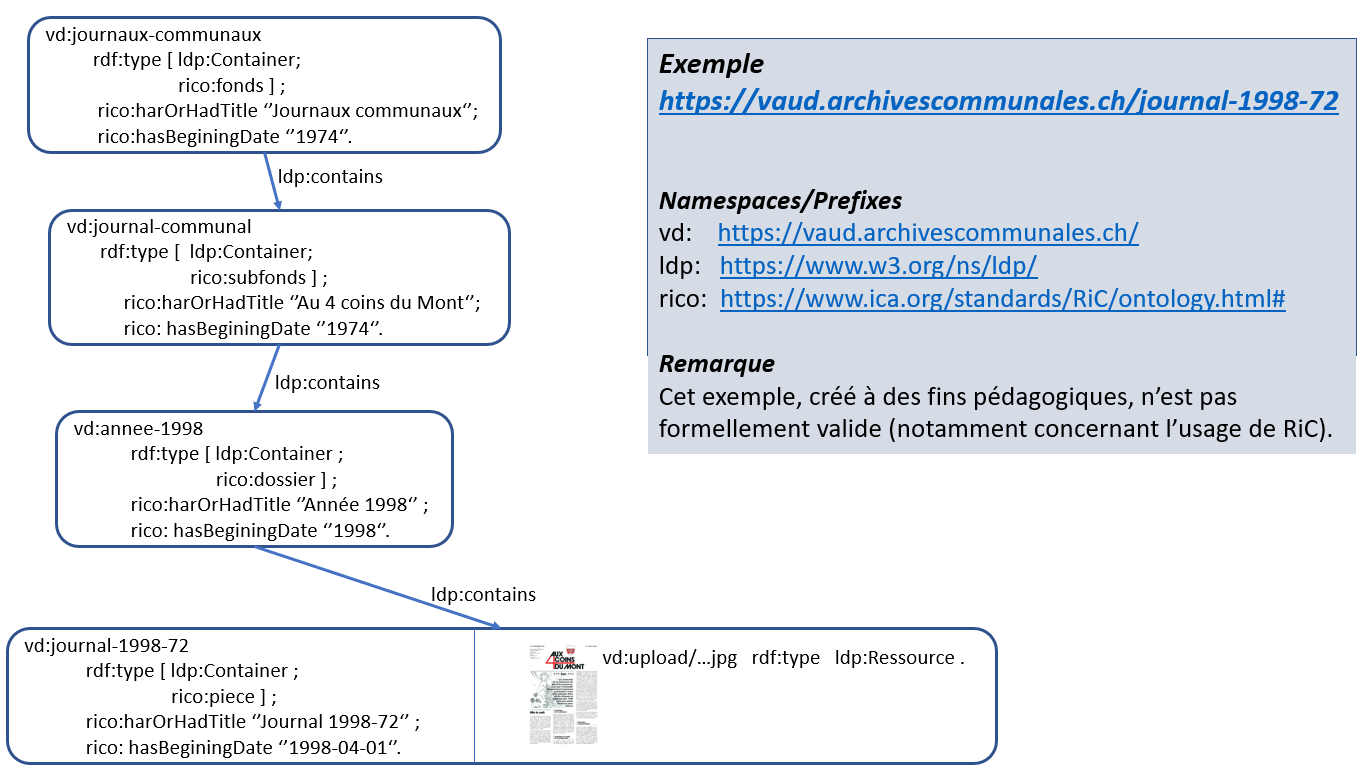 vd:journaux-communaux
rdf:type [ ldp:Container;
rico:fonds ] ;
rico:harOrHadTitle ‘’Journaux communaux‘’;
rico:hasBeginingDate ‘’1974‘’.
ldp:contains
vd:journal-communal
rdf:type [  ldp:Container;
rico:subfonds ] ;
rico:harOrHadTitle ‘’Au 4 coins du Mont‘’;
rico: hasBeginingDate ‘’1974‘’.
ldp:contains
vd:annee-1998
rdf:type [ ldp:Container ;
rico:dossier ] ;
rico:harOrHadTitle ‘’Année 1998‘’ ;
rico: hasBeginingDate ‘’1998‘’.
ldp:contains
vd:journal-1998-72
rdf:type [ ldp:Container ;
rico:piece ] ;
rico:harOrHadTitle ‘’Journal 1998-72‘’ ;
rico: hasBeginingDate ‘’1998-04-01‘’.
AUX
4 COINS
DU MONT
vd:upload/...jpg   rdf:type   ldp:Ressource .
Exemple
https://vaud.archivescommunales.ch/journal-1998-72
Namespaces/Prefixes
vd: https://vaud.archivescommunales.ch/
ldp: https://www.w3.org/ns/ldp/
rico: https://www.ica.org/standards/RiC/ontology.html#
Remarque
Cet exemple, créé à des fins pédagogiques, n’est pas
formellement valide (notamment concernant l’usage de RiC).